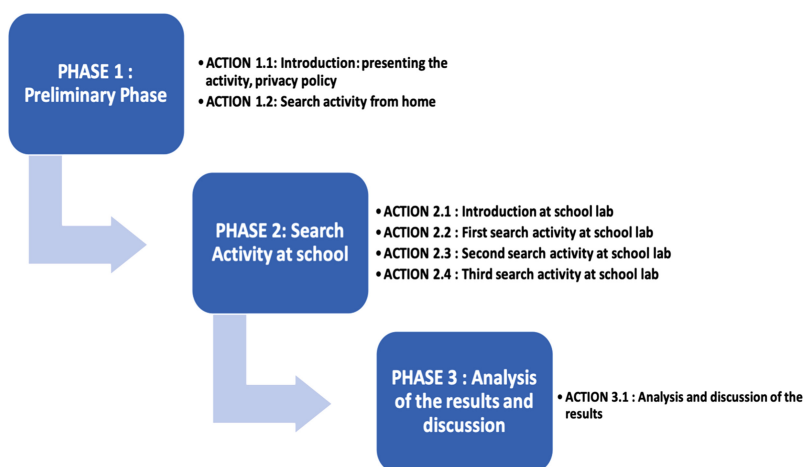 PHASE 1 :
Preliminary Phase
• ACTION 1.1: Introduction: presenting the
activity, privacy policy
• ACTION 1.2: Search activity from home
PHASE 2: Search
Activity at school
• ACTION 2.1 : Introduction at school lab
• ACTION 2.2 : First search activity at school lab
• ACTION 2.3 : Second search activity at school lab
• ACTION 2.4 : Third search activity at school lab
PHASE 3 : Analysis
of the results and
discussion
• ACTION 3.1 : Analysis and discussion of the
results